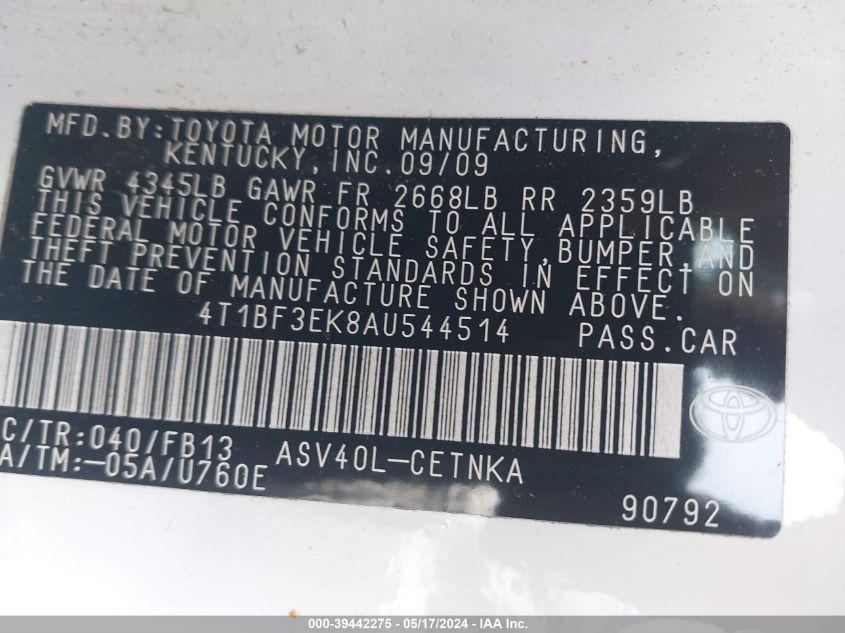 MFD.BY:TOYOTA MOTOR MANUFACTURING,
KENTUCKY,INC.09/09
GVWR 4345LB GAWR FR 2668LB RR 2359LB
THIS VEHICLE CONFORMS TO ALL APPLICABLE
FEDERAL MOTOR VEHICLE SAFETY,BUMPER,AND
THEFT PREVENTION STANDARDS IN EFFECT ON
THE DATE OF MANUFACTURE SHOWN ABOVE.
4T1BF3EK8AU544514 PASS.CAR
C/TR:040/FB13 ASV40L-CETNKA
A/TM:-05A/U760E
90792
000-39442275 - 05/17/2024 - IAA Inc.